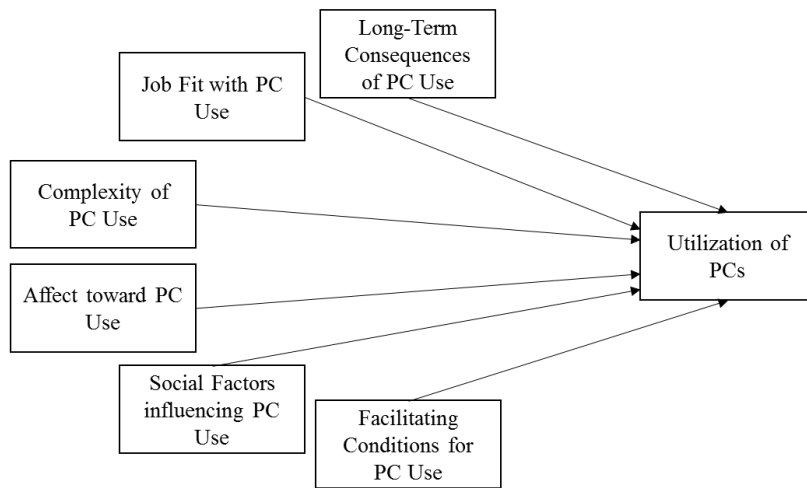 Long-Term
Consequences
of PC Use
Job Fit with PC
Use
Complexity of
PC Use
Utilization of
PCs
Affect toward PC
Use
Social Factors
influencing PC
Use
Facilitating
Conditions for
PC Use